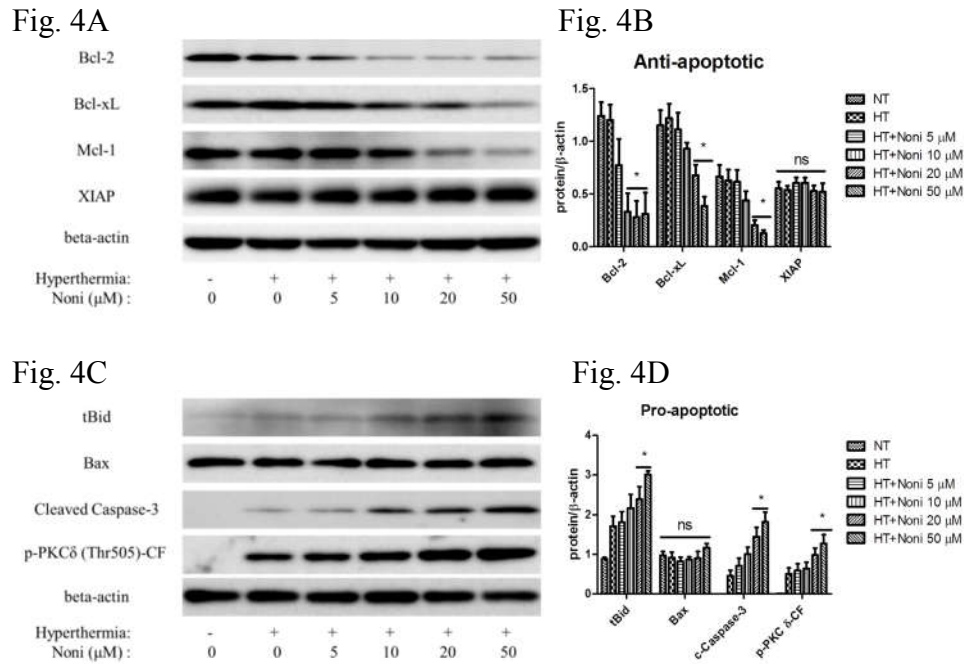 Fig. 4A
Bcl-2
Bcl-xL
Mcl-1
XIAP
beta-actin
Hyperthermia: - + + + + +
Noni (μM) : 0 0 5 10 20 50
Fig. 4B
Anti-apoptotic
protein/β-actin
1.5
1.0
0.5
0.0
*
*
*
ns
Bcl-2
Bcl-xL
Mcl-1
XIAP
NT
HT
HT+Noni 5 μM
HT+Noni 10 μM
HT+Noni 20 μM
HT+Noni 50 μM
Fig. 4C
tBid
Bax
Cleaved Caspase-3
p-PKCδ (Thr505)-CF
beta-actin
Hyperthermia: - + + + + +
Noni (μM) : 0 0 5 10 20 50
Fig. 4D
Pro-apoptotic
protein/β-actin
4
3
2
1
0
*
ns
*
*
tBid
Bax
c-Caspase-3
p-PKC δ-CF
NT
HT
HT+Noni 5 μM
HT+Noni 10 μM
HT+Noni 20 μM
HT+Noni 50 μM